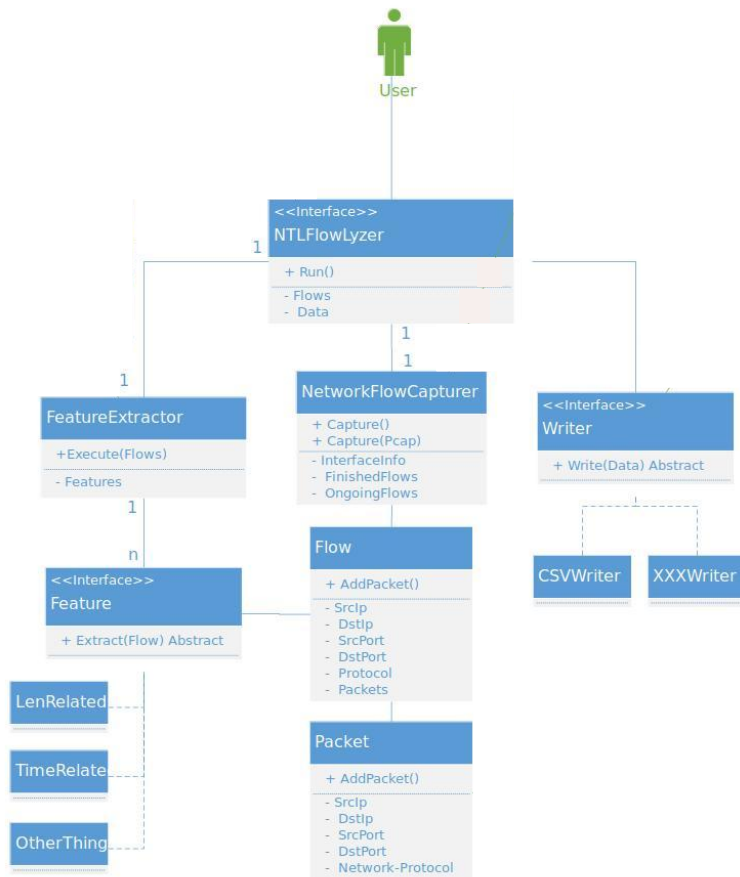 User
<<Interface>>
NTLFlowLyzer
+ Run()
- Flows
- Data
1
1
1
1
FeatureExtractor
+Execute(Flows)
- Features
1
n
NetworkFlowCapturer
+ Capture()
+ Capture(Pcap)
- InterfaceInfo
- FinishedFlows
- OngoingFlows
<<Interface>>
Writer
+ Write(Data) Abstract
CSVWriter
XXXWriter
Flow
+ AddPacket()
- SrcIp
- DstIp
- SrcPort
- DstPort
- Protocol
- Packets
<<Interface>>
Feature
+ Extract(Flow) Abstract
LenRelated
TimeRelate
OtherThing
Packet
+ AddPacket()
- SrcIp
- DstIp
- SrcPort
- DstPort
- Network-Protocol